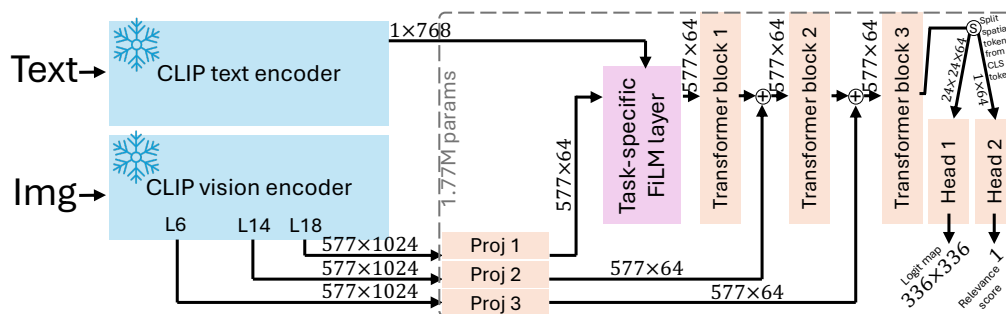 Text
CLIP text encoder
1×768
Img
CLIP vision encoder
L6
L14
L18
577×1024
577×1024
577×1024
1.77M params
Proj 1
Proj 2
Proj 3
577×64
577×64
577×64
Task-specific
FiLM layer
577×64
Transformer block 1
577×64
Transformer block 2
577×64
Transformer block 3
S
Split
spatial
token
from
CLS
token
24×24×64
1×64
Head 1
Head 2
Logit map
336×336
Relevance
score
1